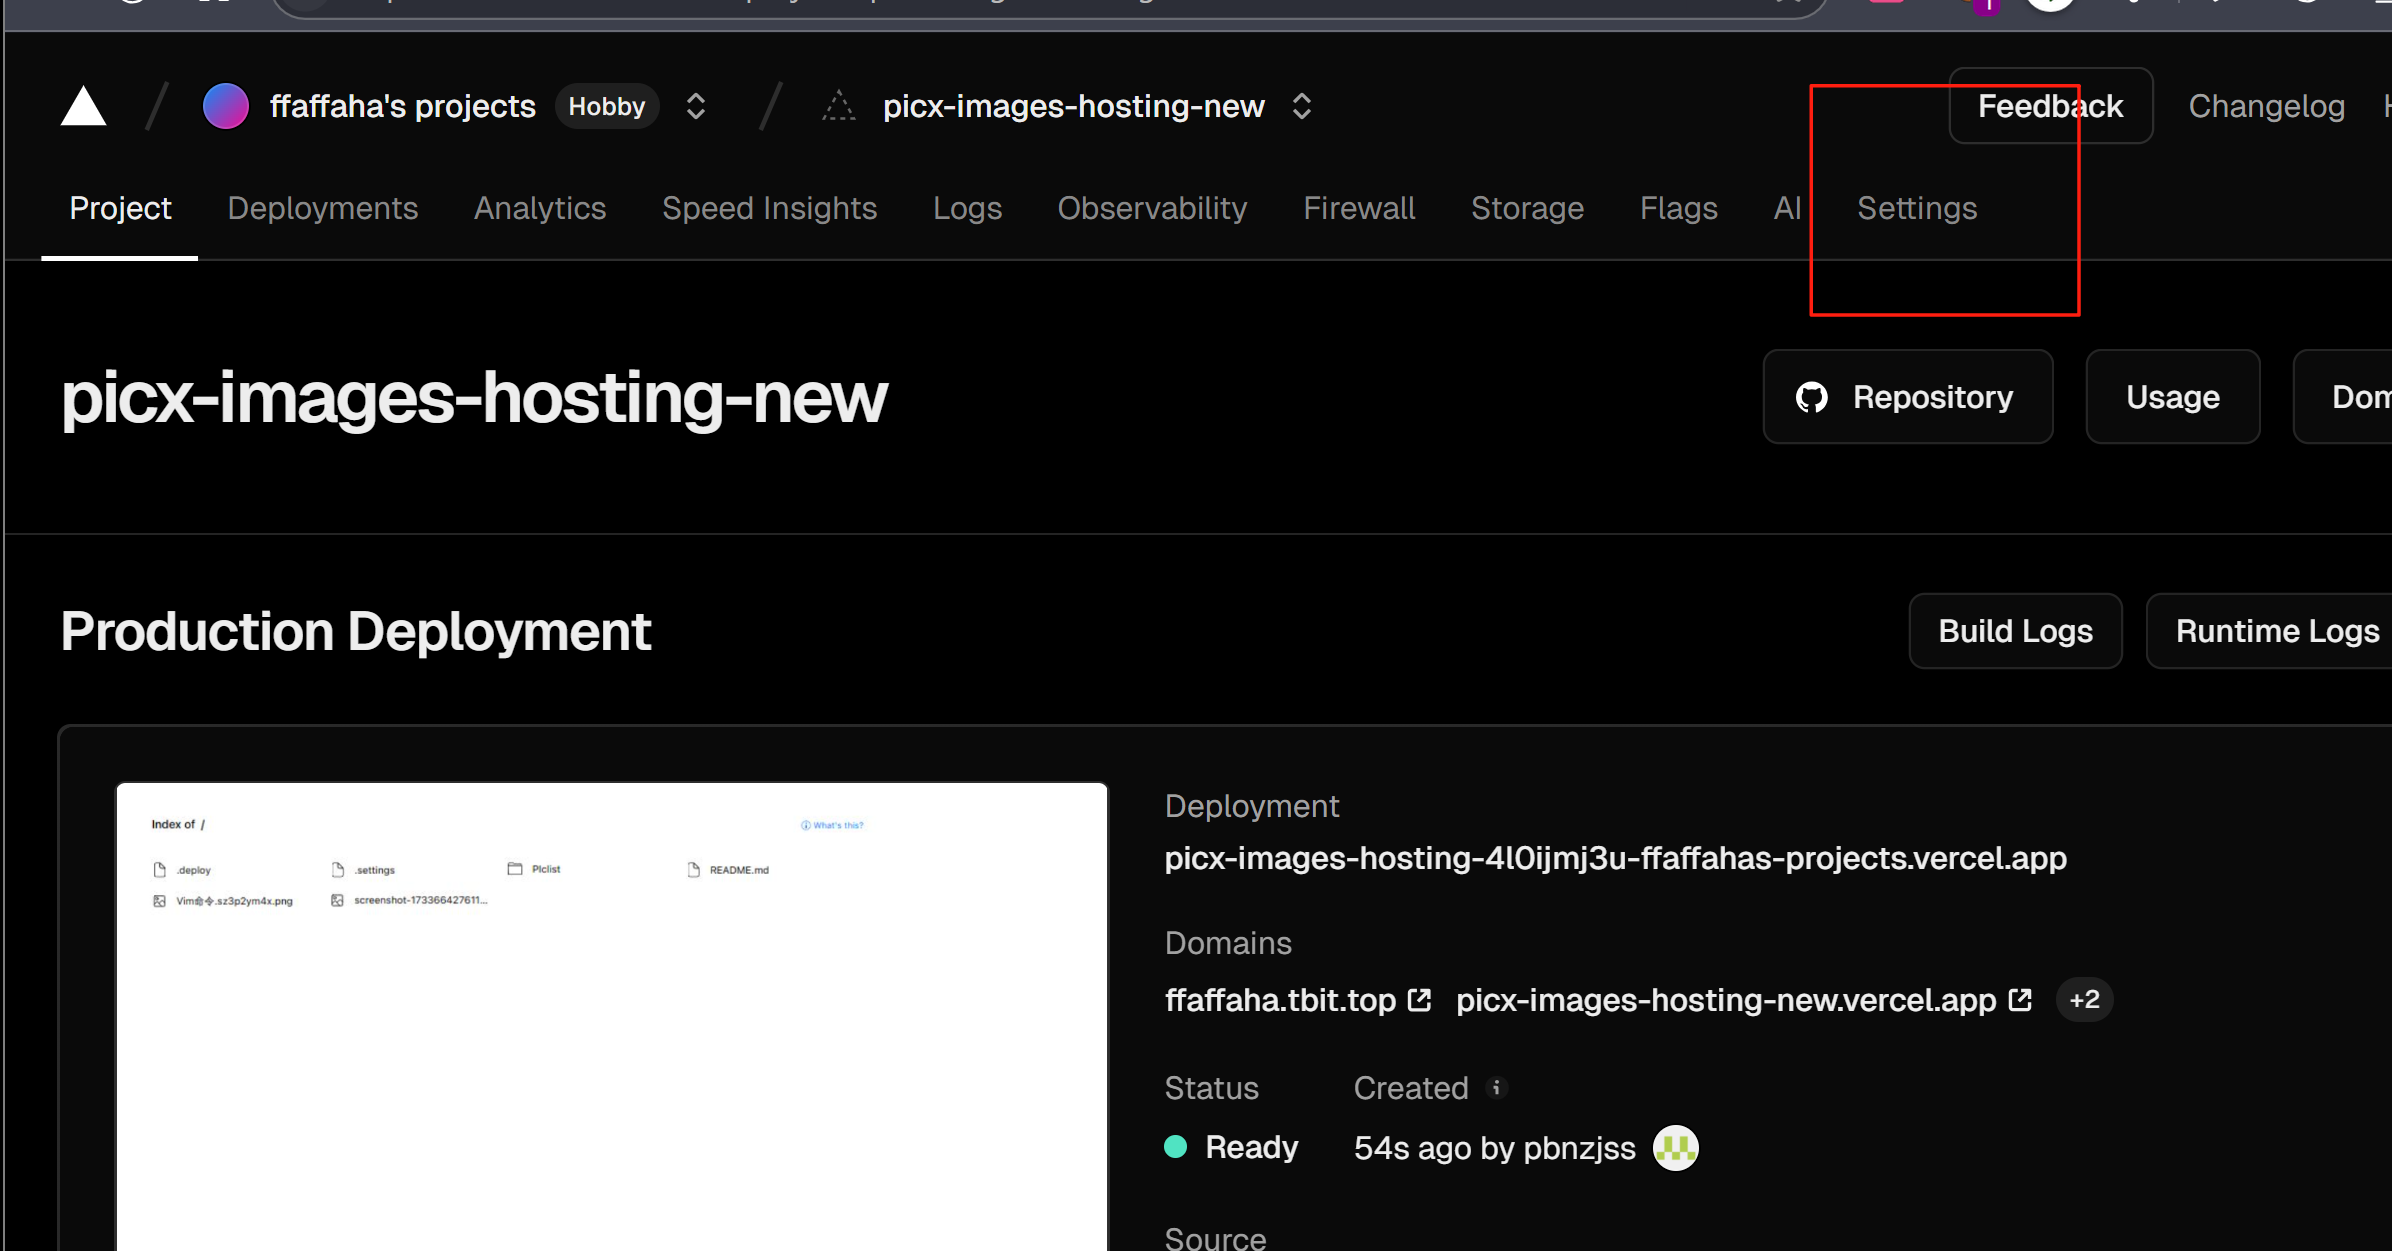 ffaffaha's projects Hobby picx-images-hosting-new Feedback Changelog
Project Deployments Analytics Speed Insights Logs Observability Firewall Storage Flags AI Settings
picx-images-hosting-new Repository Usage Dom
Production Deployment Build Logs Runtime Logs
Index of / What's this?
.deploy .settings PIclist README.md
Vim命令.sz3p2ym4x.png screenshot-173366427611...
Deployment
picx-images-hosting-4l0ijmj3u-ffaffahas-projects.vercel.app
Domains
ffaffaha.tbit.top picx-images-hosting-new.vercel.app +2
Status Created
Ready 54s ago by pbnzjss
Source